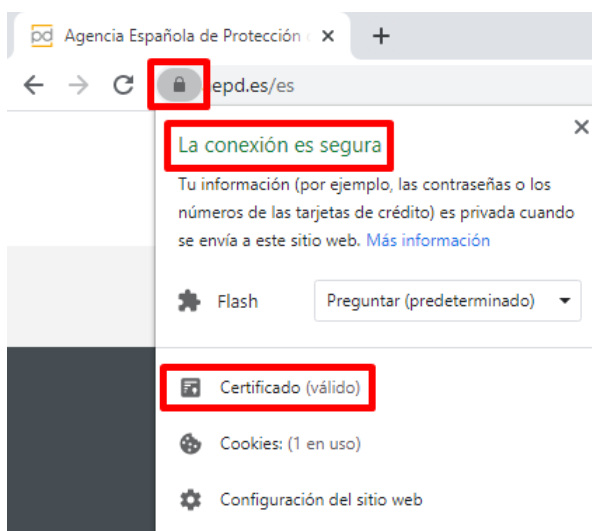 pd Agencia Española de Protección d
epd.es/es
La conexión es segura
Tu información (por ejemplo, las contraseñas o los
números de las tarjetas de crédito) es privada cuando
se envía a este sitio web. Más información
Flash Preguntar (predeterminado)
Certificado (válido)
Cookies: (1 en uso)
Configuración del sitio web